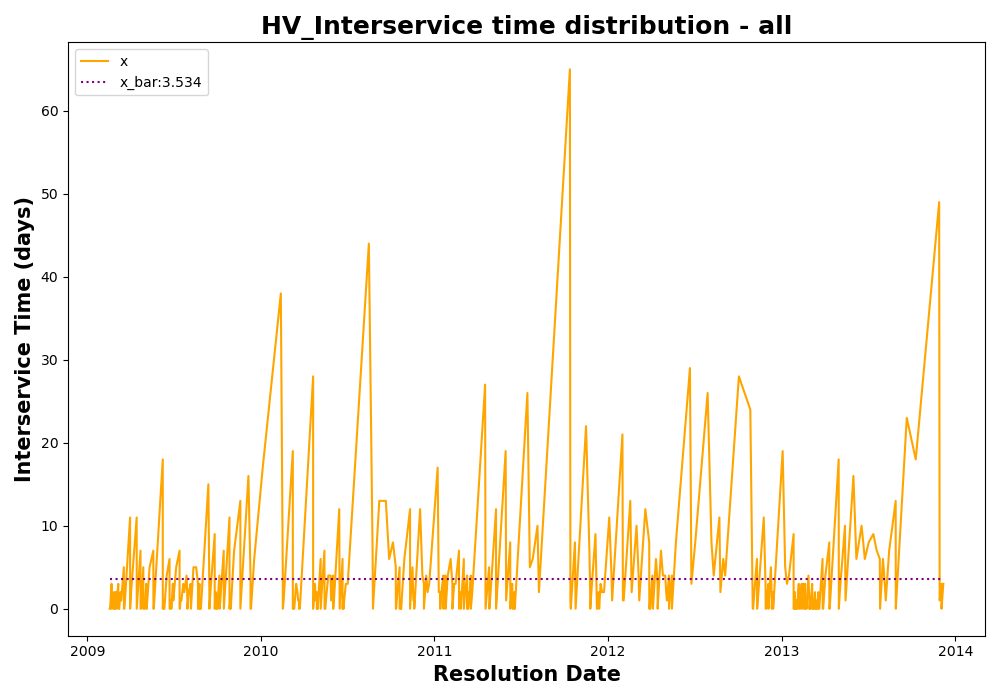 HV_Interservice time distribution - all
x
x_bar:3.534
Interservice Time (days)
60
50
40
30
20
10
0
2009
2010
2011
2012
2013
2014
Resolution Date